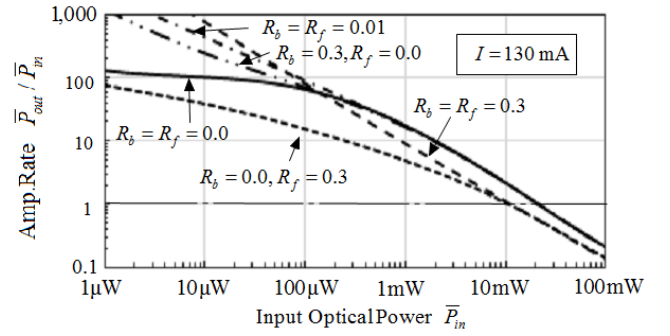 1,000
100
10
1
0.1
Amp.Rate P̅out / P̅in
Rb = Rf = 0.01
Rb = 0.3, Rf = 0.0
I = 130 mA
Rb = Rf = 0.3
Rb = Rf = 0.0
Rb = 0.0, Rf = 0.3
1μW 10μW 100μW 1mW 10mW 100mW
Input Optical Power P̅in